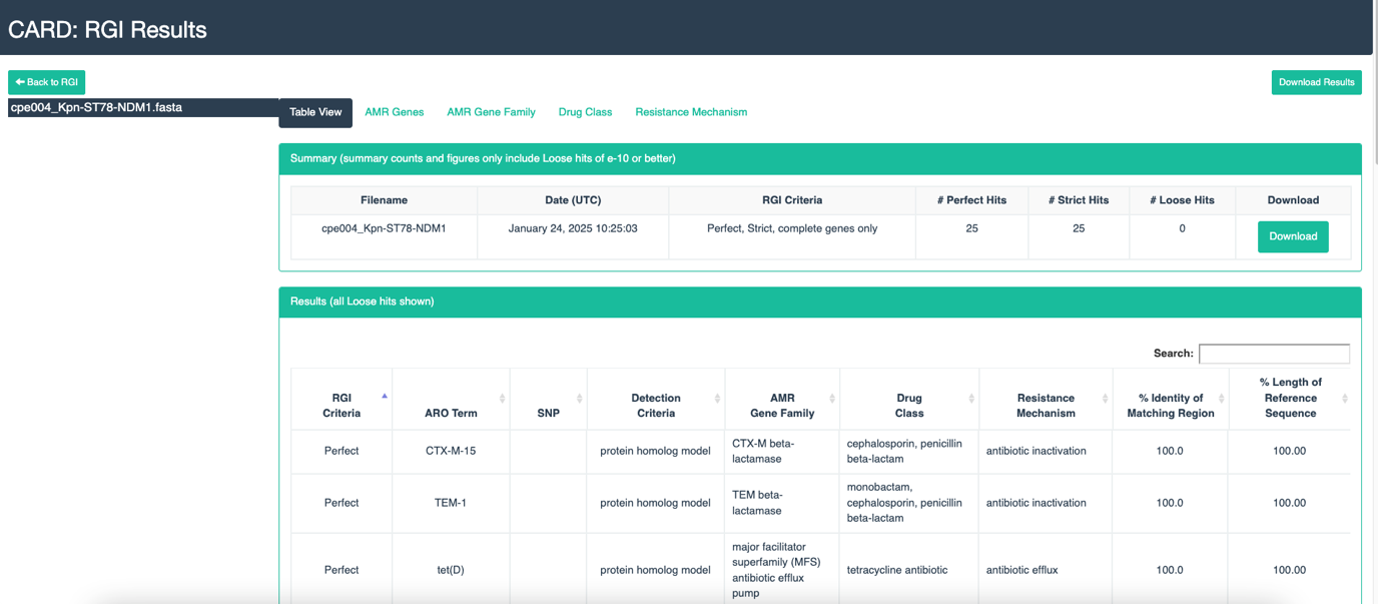 CARD: RGI Results
Back to RGI
Download Results
cpe004_Kpn-ST78-NDM1.fasta
Table View AMR Genes AMR Gene Family Drug Class Resistance Mechanism
Summary (summary counts and figures only include Loose hits of e-10 or better)
Filename Date (UTC) RGI Criteria # Perfect Hits # Strict Hits # Loose Hits Download
cpe004_Kpn-ST78-NDM1 January 24, 2025 10:25:03 Perfect, Strict, complete genes only 25 25 0 Download
Results (all Loose hits shown)
Search:
RGI Criteria ARO Term SNP Detection Criteria AMR Gene Family Drug Class Resistance Mechanism % Identity of Matching Region % Length of Reference Sequence
Perfect CTX-M-15 protein homolog model CTX-M beta-lactamase cephalosporin, penicillin beta-lactam antibiotic inactivation 100.0 100.00
Perfect TEM-1 protein homolog model TEM beta-lactamase monobactam, cephalosporin, penicillin beta-lactam antibiotic inactivation 100.0 100.00
Perfect tet(D) protein homolog model major facilitator superfamily (MFS) antibiotic efflux pump tetracycline antibiotic antibiotic efflux 100.0 100.00